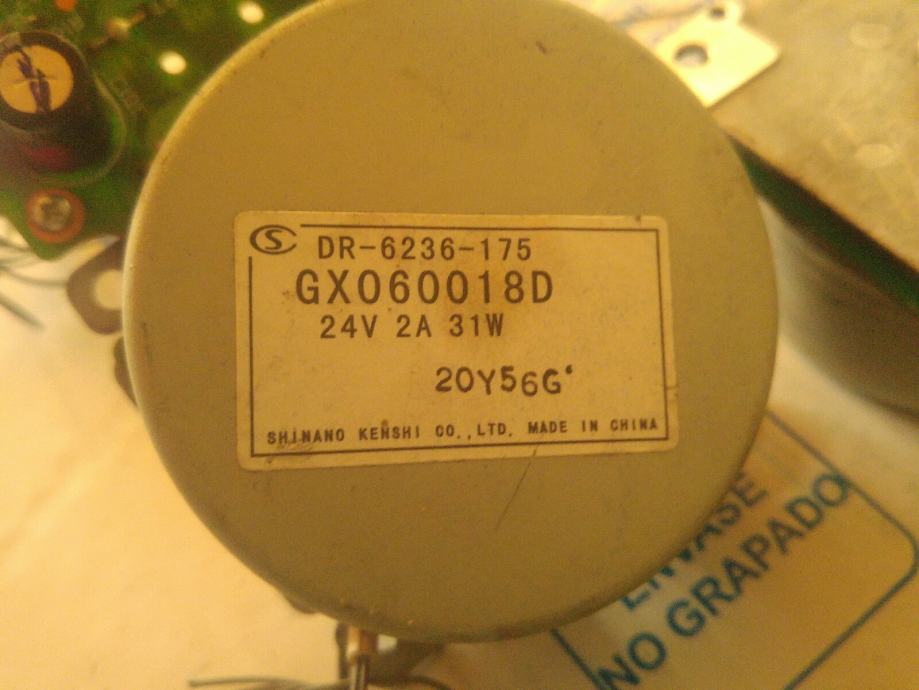 DR-6236-175
GX060018D
24V 2A 31W
20Y56G
SHINANO KENSHI CO.,LTD. MADE IN CHINA
ENVASE
NO GRAPADO